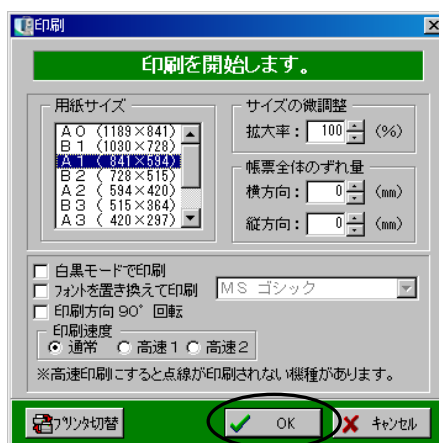 印刷
印刷を開始します。
用紙サイズ
A0 (1189×841)
B1 (1030×728)
A1 ( 841×594)
B2 ( 728×515)
A2 ( 594×420)
B3 ( 515×364)
A3 ( 420×297)
サイズの微調整
拡大率： 100 (%)
帳票全体のずれ量
横方向： 0 (mm)
縦方向： 0 (mm)
白黒モードで印刷
フォントを置き換えて印刷 MS ゴシック
印刷方向90ﾟ 回転
印刷速度
通常 高速1 高速2
※高速印刷にすると点線が印刷されない機種があります。
プリンタ切替 OK キャンセル